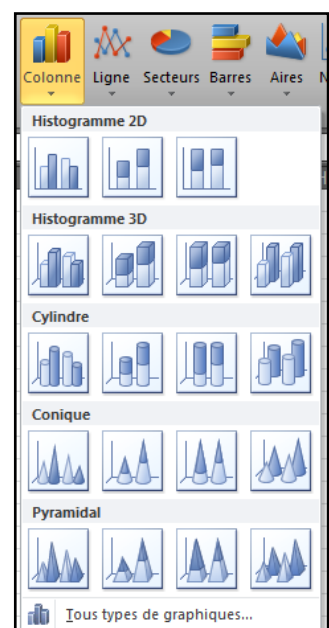 Colonne Ligne Secteurs Barres Aires N
Histogramme 2D
Histogramme 3D
Cylindre
Conique
Pyramidal
Tous types de graphiques...